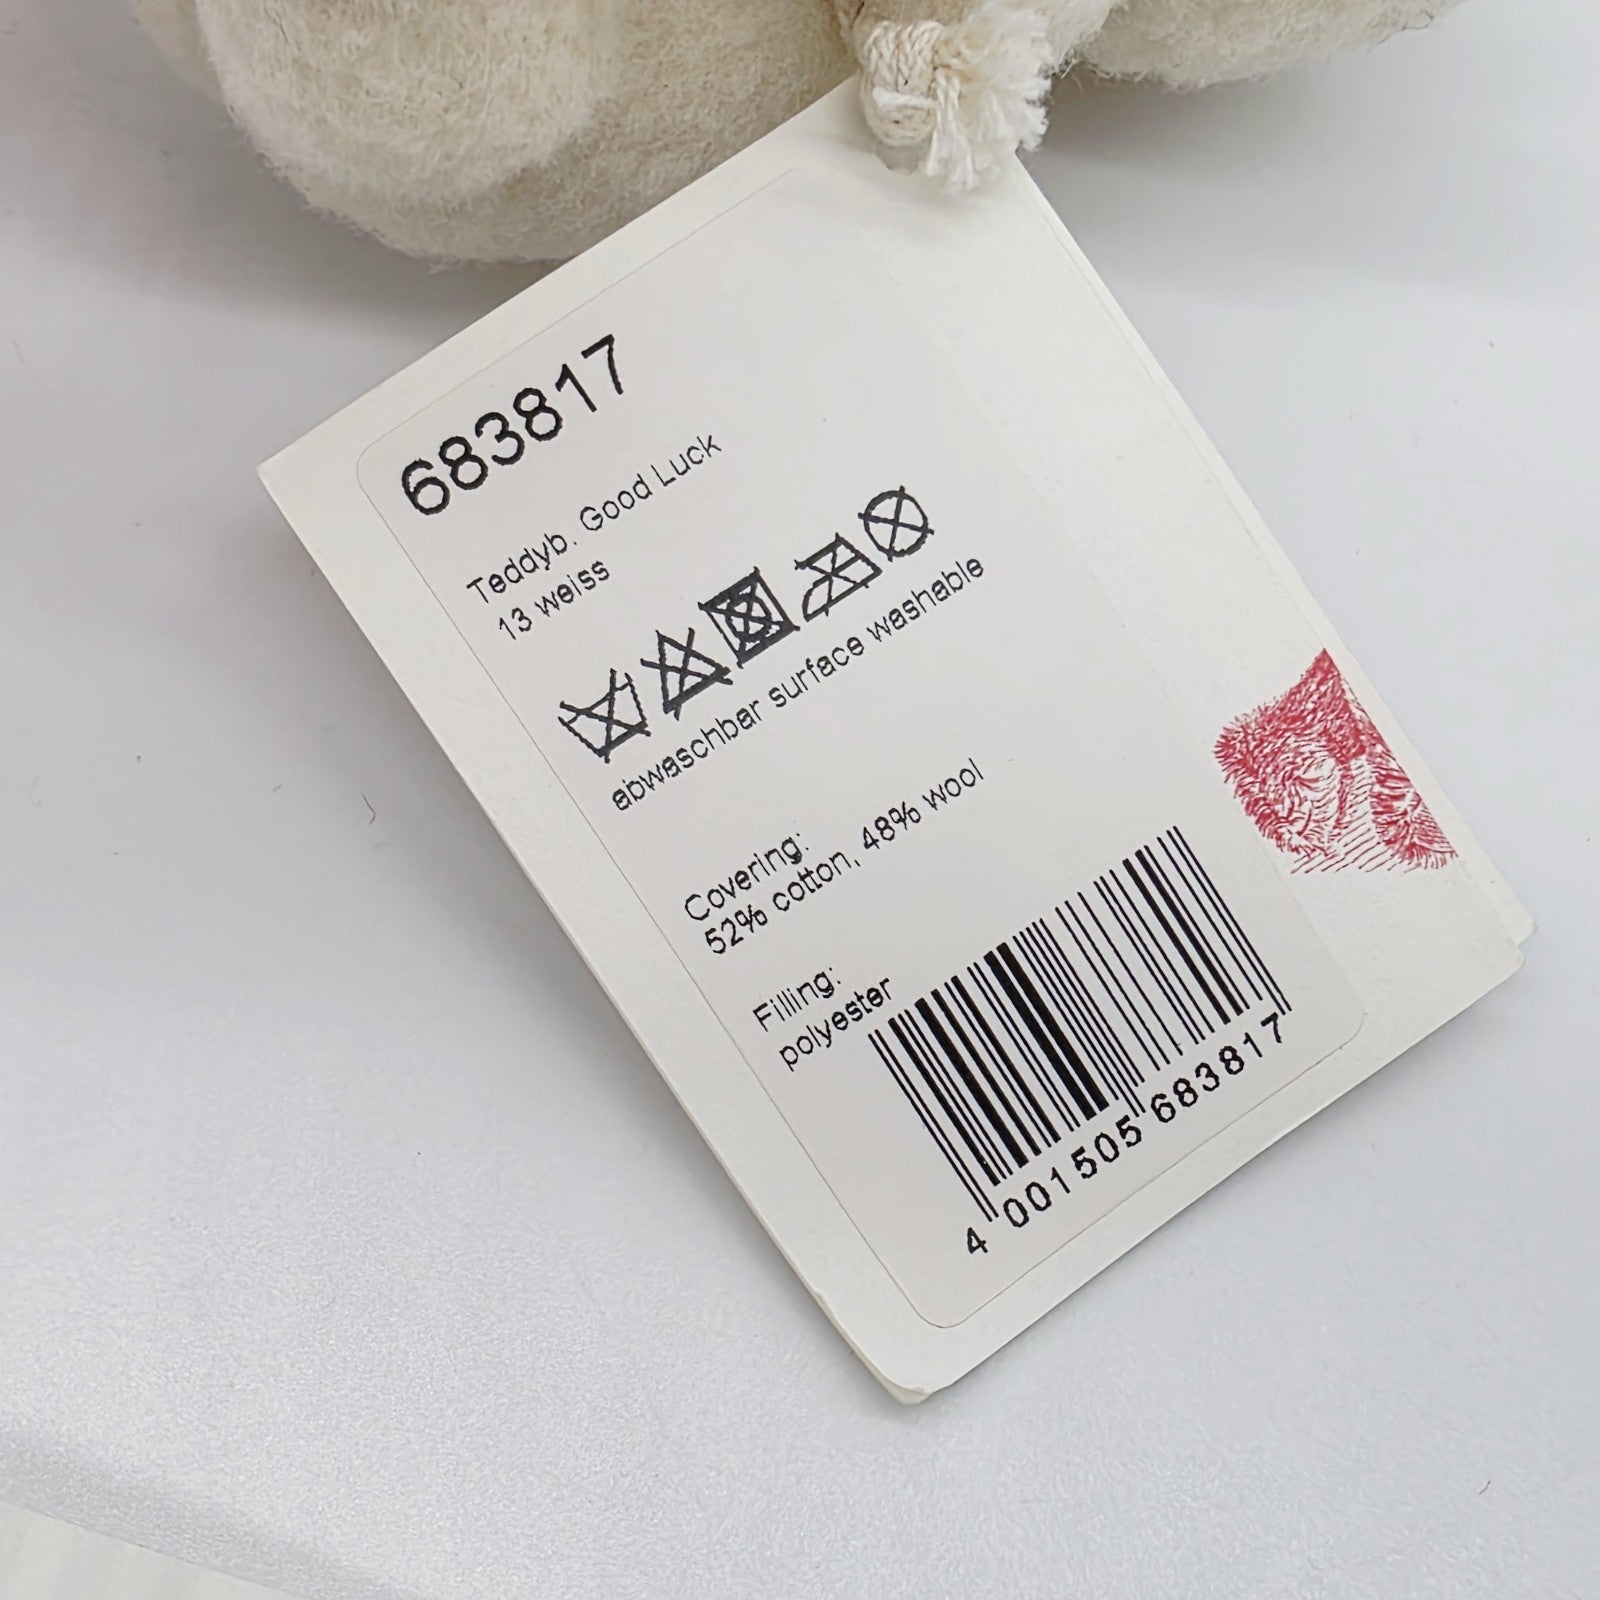 683817
Teddyb. Good Luck
13 weiss
abwaschbar surface washable
Covering:
52% cotton, 48% wool
Filling:
polyester
4 001505 683817